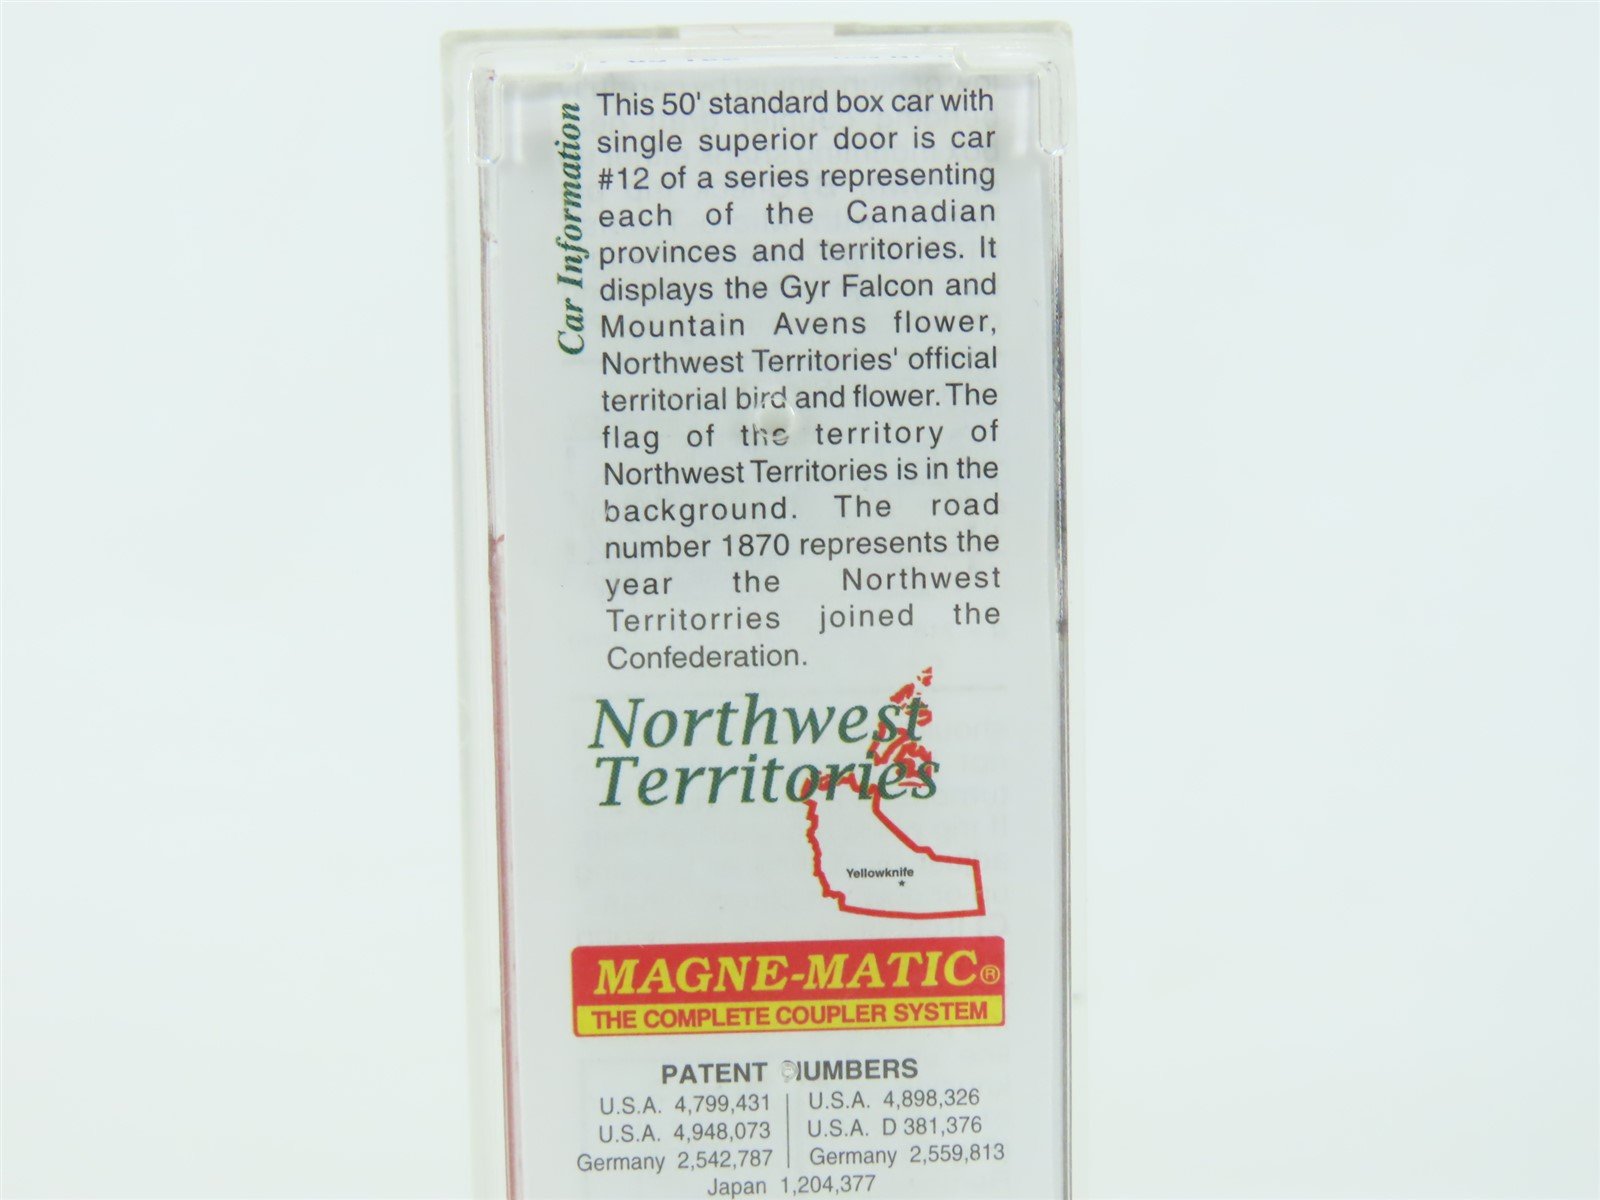 Car Information
This 50' standard box car with
single superior door is car
#12 of a series representing
each of the Canadian
provinces and territories. It
displays the Gyr Falcon and
Mountain Avens flower,
Northwest Territories' official
territorial bird and flower. The
flag of the territory of
Northwest Territories is in the
background. The road
number 1870 represents the
year the Northwest
Territorries joined the
Confederation.
Northwest
Territories
Yellowknife
MAGNE-MATIC®
THE COMPLETE COUPLER SYSTEM
PATENT NUMBERS
U.S.A. 4,799,431 | U.S.A. 4,898,326
U.S.A. 4,948,073 | U.S.A. D 381,376
Germany 2,542,787 | Germany 2,559,813
Japan 1,204,377